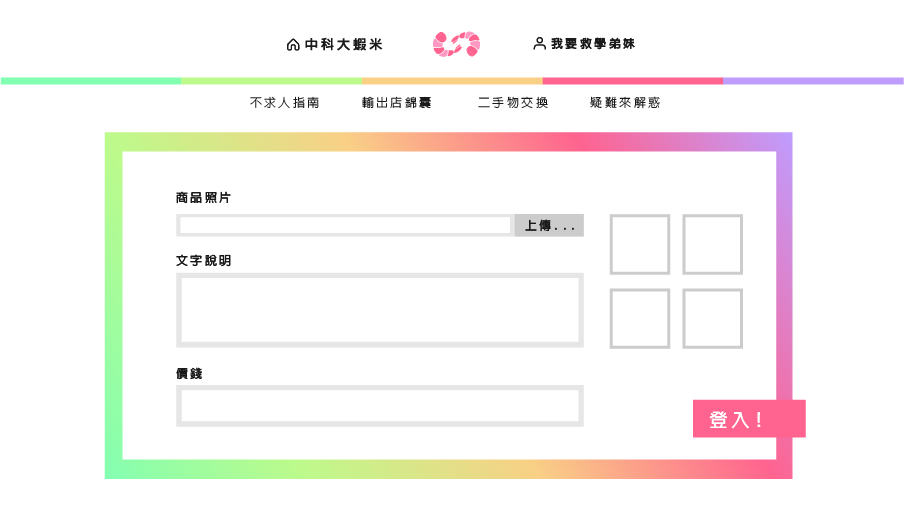 中科大蝦米
我要救學弟妹
不求人指南
輸出店錦囊
二手物交換
疑難來解惑
商品照片
上傳...
文字說明
價錢
登入!